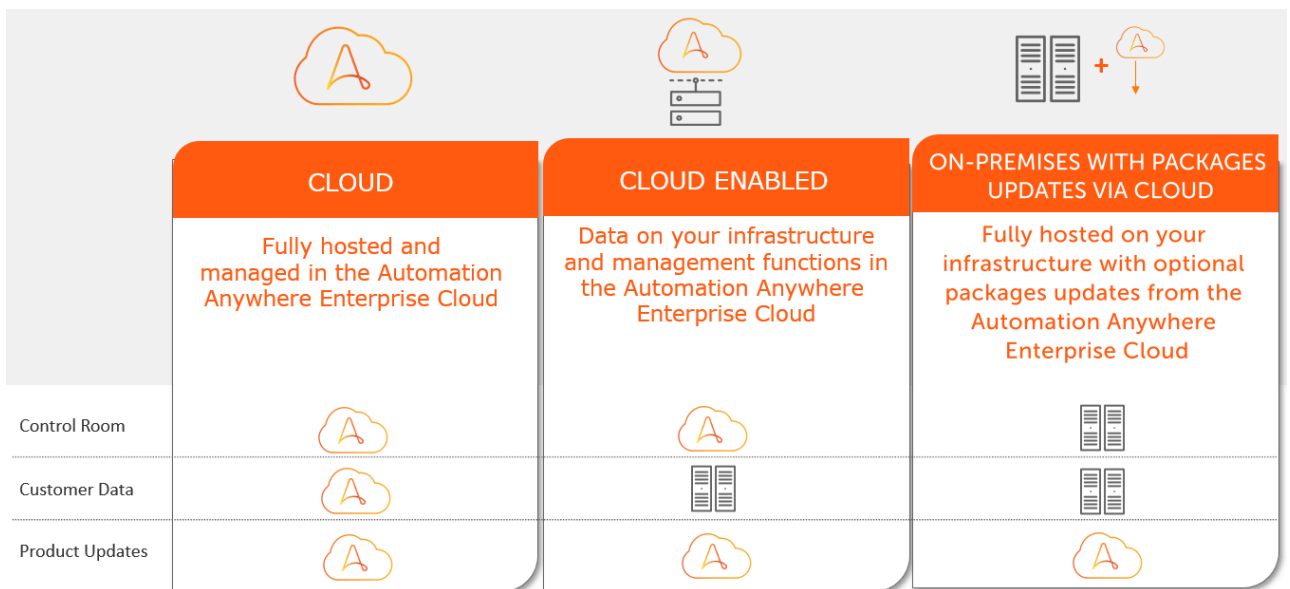 CLOUD
Fully hosted and
managed in the Automation
Anywhere Enterprise Cloud
CLOUD ENABLED
Data on your infrastructure
and management functions in
the Automation Anywhere
Enterprise Cloud
+
ON-PREMISES WITH PACKAGES
UPDATES VIA CLOUD
Fully hosted on your
infrastructure with optional
packages updates from the
Automation Anywhere
Enterprise Cloud
Control Room
Customer Data
Product Updates